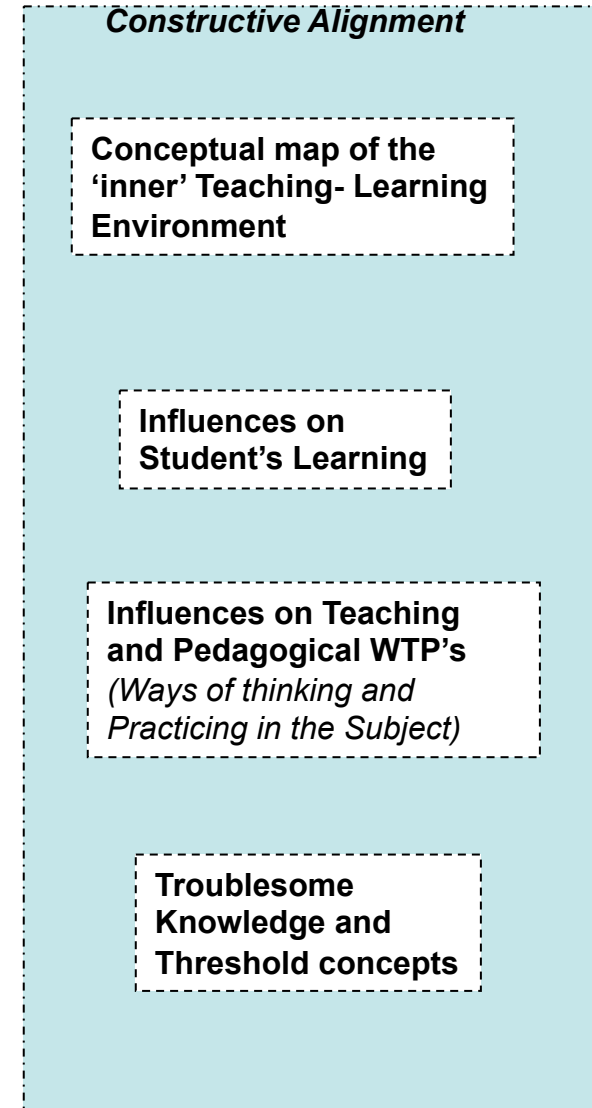 Constructive Alignment
Conceptual map of the
‘inner’ Teaching- Learning
Environment
Influences on
Student’s Learning
Influences on Teaching
and Pedagogical WTP’s
(Ways of thinking and
Practicing in the Subject)
Troublesome
Knowledge and
Threshold concepts